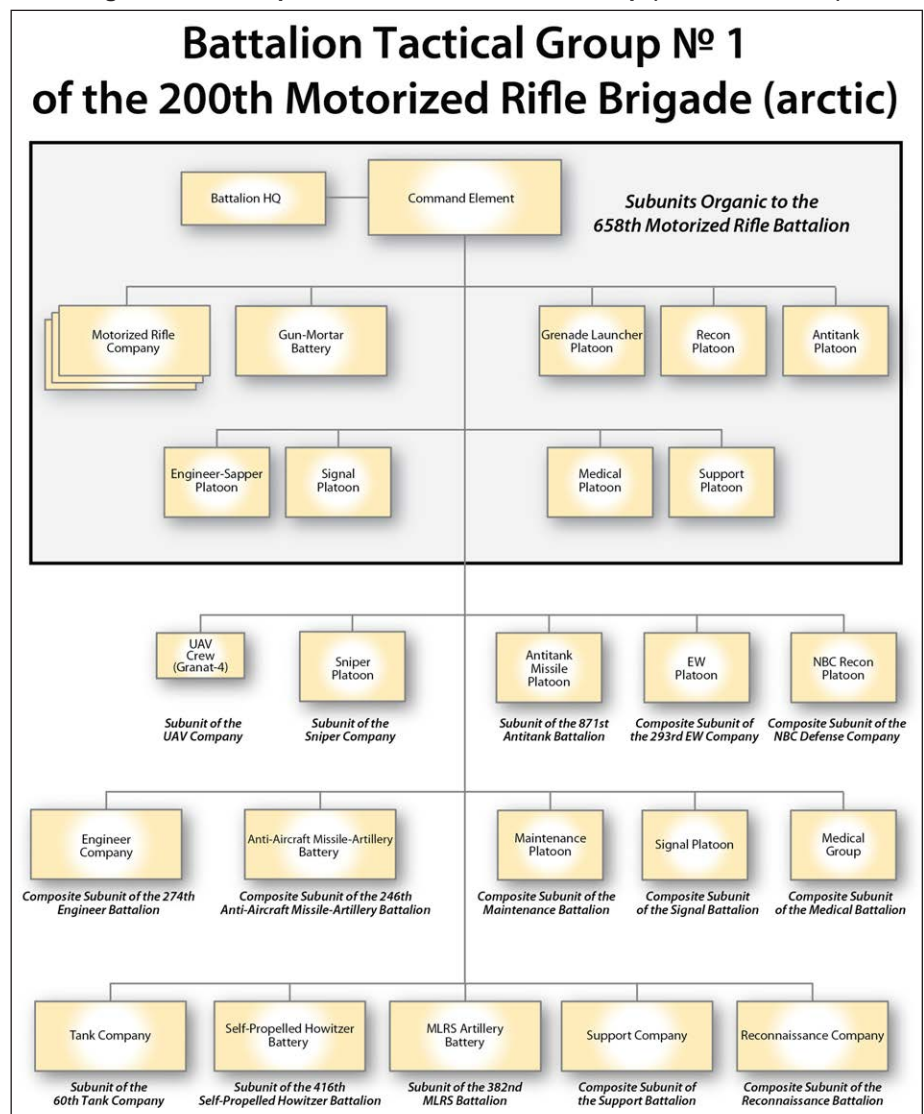 Battalion Tactical Group № 1
of the 200th Motorized Rifle Brigade (arctic)
Battalion HQ
Command Element
Subunits Organic to the
658th Motorized Rifle Battalion
Motorized Rifle
Company
Gun-Mortar
Battery
Grenade Launcher
Platoon
Recon
Platoon
Antitank
Platoon
Engineer-Sapper
Platoon
Signal
Platoon
Medical
Platoon
Support
Platoon
UAV
Crew
(Granat-4)
Subunit of the
UAV Company
Sniper
Platoon
Subunit of the
Sniper Company
Antitank
Missile
Platoon
Subunit of the 871st
Antitank Battalion
EW
Platoon
Composite Subunit of
the 293rd EW Company
NBC Recon
Platoon
Composite Subunit of the
NBC Defense Company
Engineer
Company
Composite Subunit of the 274th
Engineer Battalion
Anti-Aircraft Missile-Artillery
Battery
Composite Subunit of the 246th
Anti-Aircraft Missile-Artillery Battalion
Maintenance
Platoon
Composite Subunit of the
Maintenance Battalion
Signal Platoon
Composite Subunit
of the Signal Battalion
Medical
Group
Composite Subunit
of the Medical Battalion
Tank Company
Subunit of the
60th Tank Company
Self-Propelled Howitzer
Battery
Subunit of the 416th
Self-Propelled Howitzer Battalion
MLRS Artillery
Battery
Subunit of the 382nd
MLRS Battalion
Support Company
Composite Subunit of
the Support Battalion
Reconnaissance Company
Composite Subunit of the
Reconnaissance Battalion